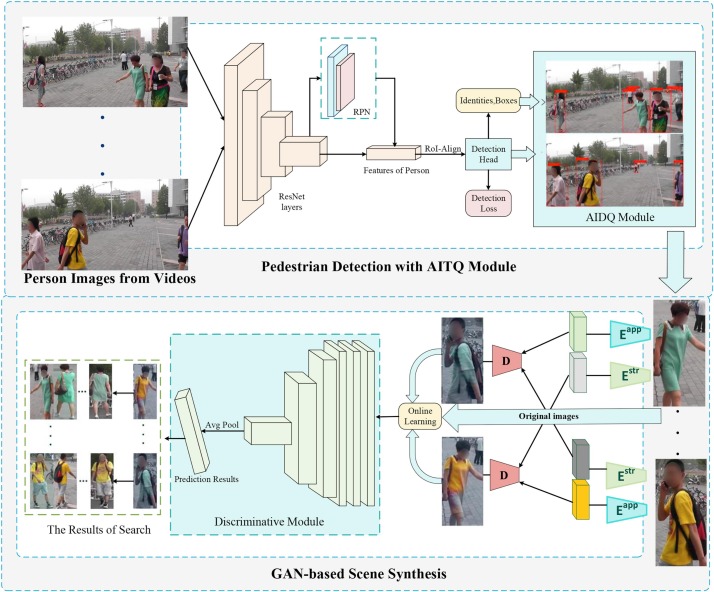 RPN
Identities,Boxes
RoI-Align
Detection
Head
Features of Person
ResNet
layers
Detection
Loss
AIDQ Module
Person Images from Videos
Pedestrian Detection with AITQ Module
E^app
D
E^str
Online
Learning
Original images
Avg Pool
Prediction Results
E^str
D
E^app
The Results of Search
Discriminative Module
GAN-based Scene Synthesis